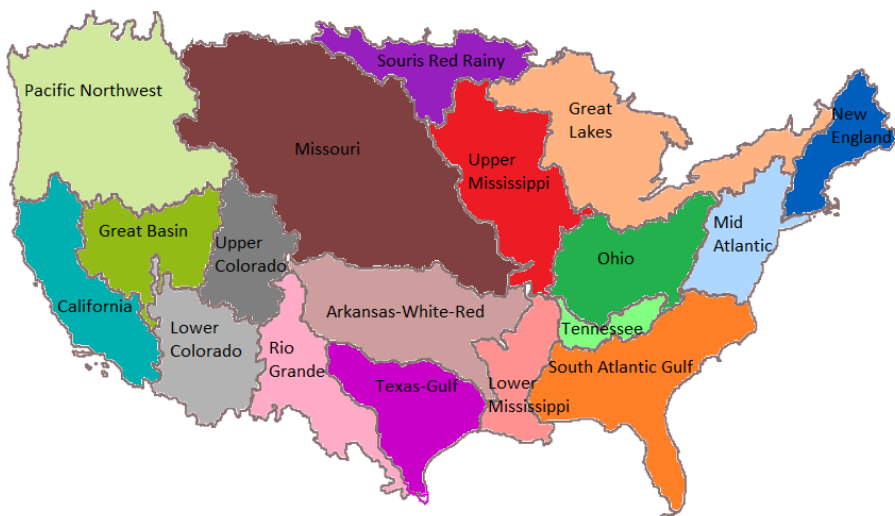 Souris Red Rainy
Pacific Northwest
Great
Lakes
New
England
Missouri
Upper
Mississippi
Great Basin
Upper
Colorado
Mid
Atlantic
Ohio
California
Lower
Colorado
Arkansas-White-Red
Tennessee
Rio
Grande
Texas-Gulf
Lower
Mississippi
South Atlantic Gulf